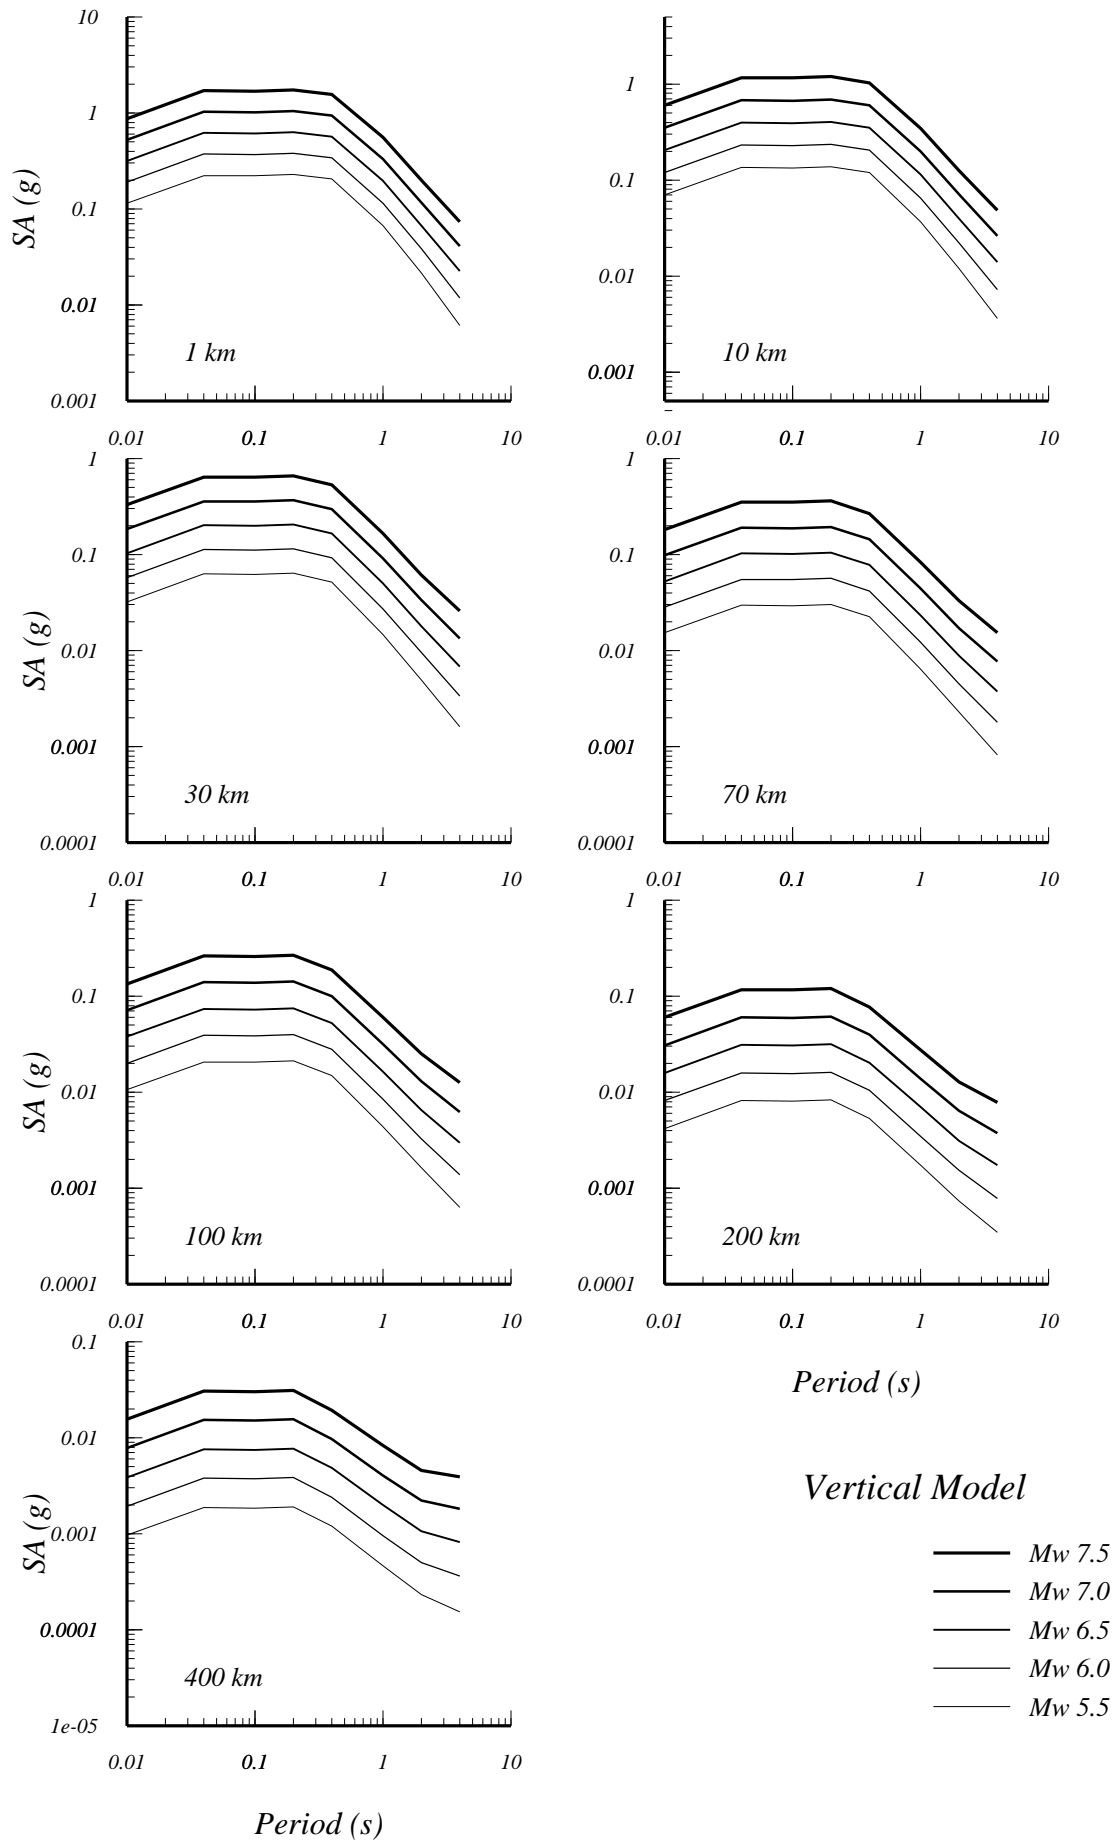 10
1
0.1
0.01
0.001
SA (g)
1 km
0.01 0.1 1 10
1
0.1
0.01
0.001
10 km
0.01 0.1 1 10
1
0.1
0.01
0.001
0.0001
SA (g)
30 km
0.01 0.1 1 10
1
0.1
0.01
0.001
0.0001
70 km
0.01 0.1 1 10
1
0.1
0.01
0.001
0.0001
SA (g)
100 km
0.01 0.1 1 10
1
0.1
0.01
0.001
0.0001
200 km
0.01 0.1 1 10
Period (s)
0.1
0.01
0.001
0.0001
1e-05
SA (g)
400 km
0.01 0.1 1 10
Period (s)
Vertical Model
Mw 7.5
Mw 7.0
Mw 6.5
Mw 6.0
Mw 5.5